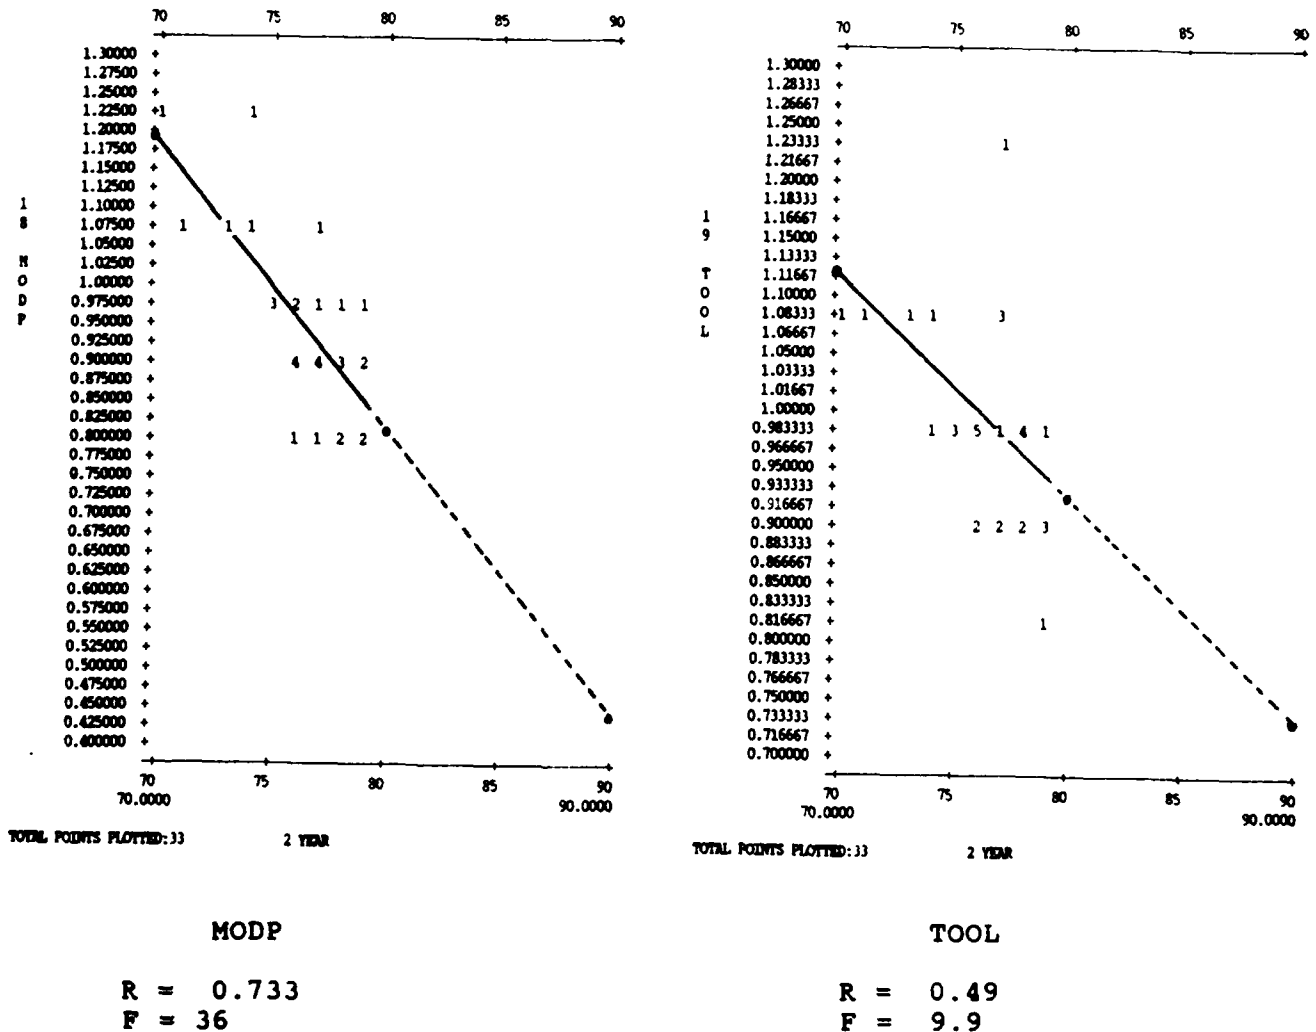 70 75 80 85 90
1.30000 +
1.27500 +
1.25000 +
1.22500 + 1 1
1.20000 +
1.17500 +
1.15000 +
1.12500 +
1.10000 +
1.07500 + 1 1 1 1
1.05000 +
1.02500 +
1.00000 +
0.975000 + 3 2 1 1 1
0.950000 +
0.925000 +
0.900000 + 4 4 3 2
0.875000 +
0.850000 +
0.825000 +
0.800000 + 1 1 2 2
0.775000 +
0.750000 +
0.725000 +
0.700000 +
0.675000 +
0.650000 +
0.625000 +
0.600000 +
0.575000 +
0.550000 +
0.525000 +
0.500000 +
0.475000 +
0.450000 +
0.425000 +
0.400000 +
18 MODP
70 75 80 85 90
70.0000 90.0000
TOTAL POINTS PLOTTED:33 2 YEAR
MODP
R = 0.733
F = 36
70 75 80 85 90
1.30000 +
1.28333 +
1.26667 +
1.25000 +
1.23333 + 1
1.21667 +
1.20000 +
1.18333 +
1.16667 +
1.15000 +
1.13333 +
1.11667 +
1.10000 +
1.08333 + 1 1 1 1 3
1.06667 +
1.05000 +
1.03333 +
1.01667 +
1.00000 +
0.983333 + 1 3 5 1 4 1
0.966667 +
0.950000 +
0.933333 +
0.916667 +
0.900000 + 2 2 2 3
0.883333 +
0.866667 +
0.850000 +
0.833333 +
0.816667 + 1
0.800000 +
0.783333 +
0.766667 +
0.750000 +
0.733333 +
0.716667 +
0.700000 +
19 TOOL
70 75 80 85 90
70.0000 90.0000
TOTAL POINTS PLOTTED:33 2 YEAR
TOOL
R = 0.49
F = 9.9